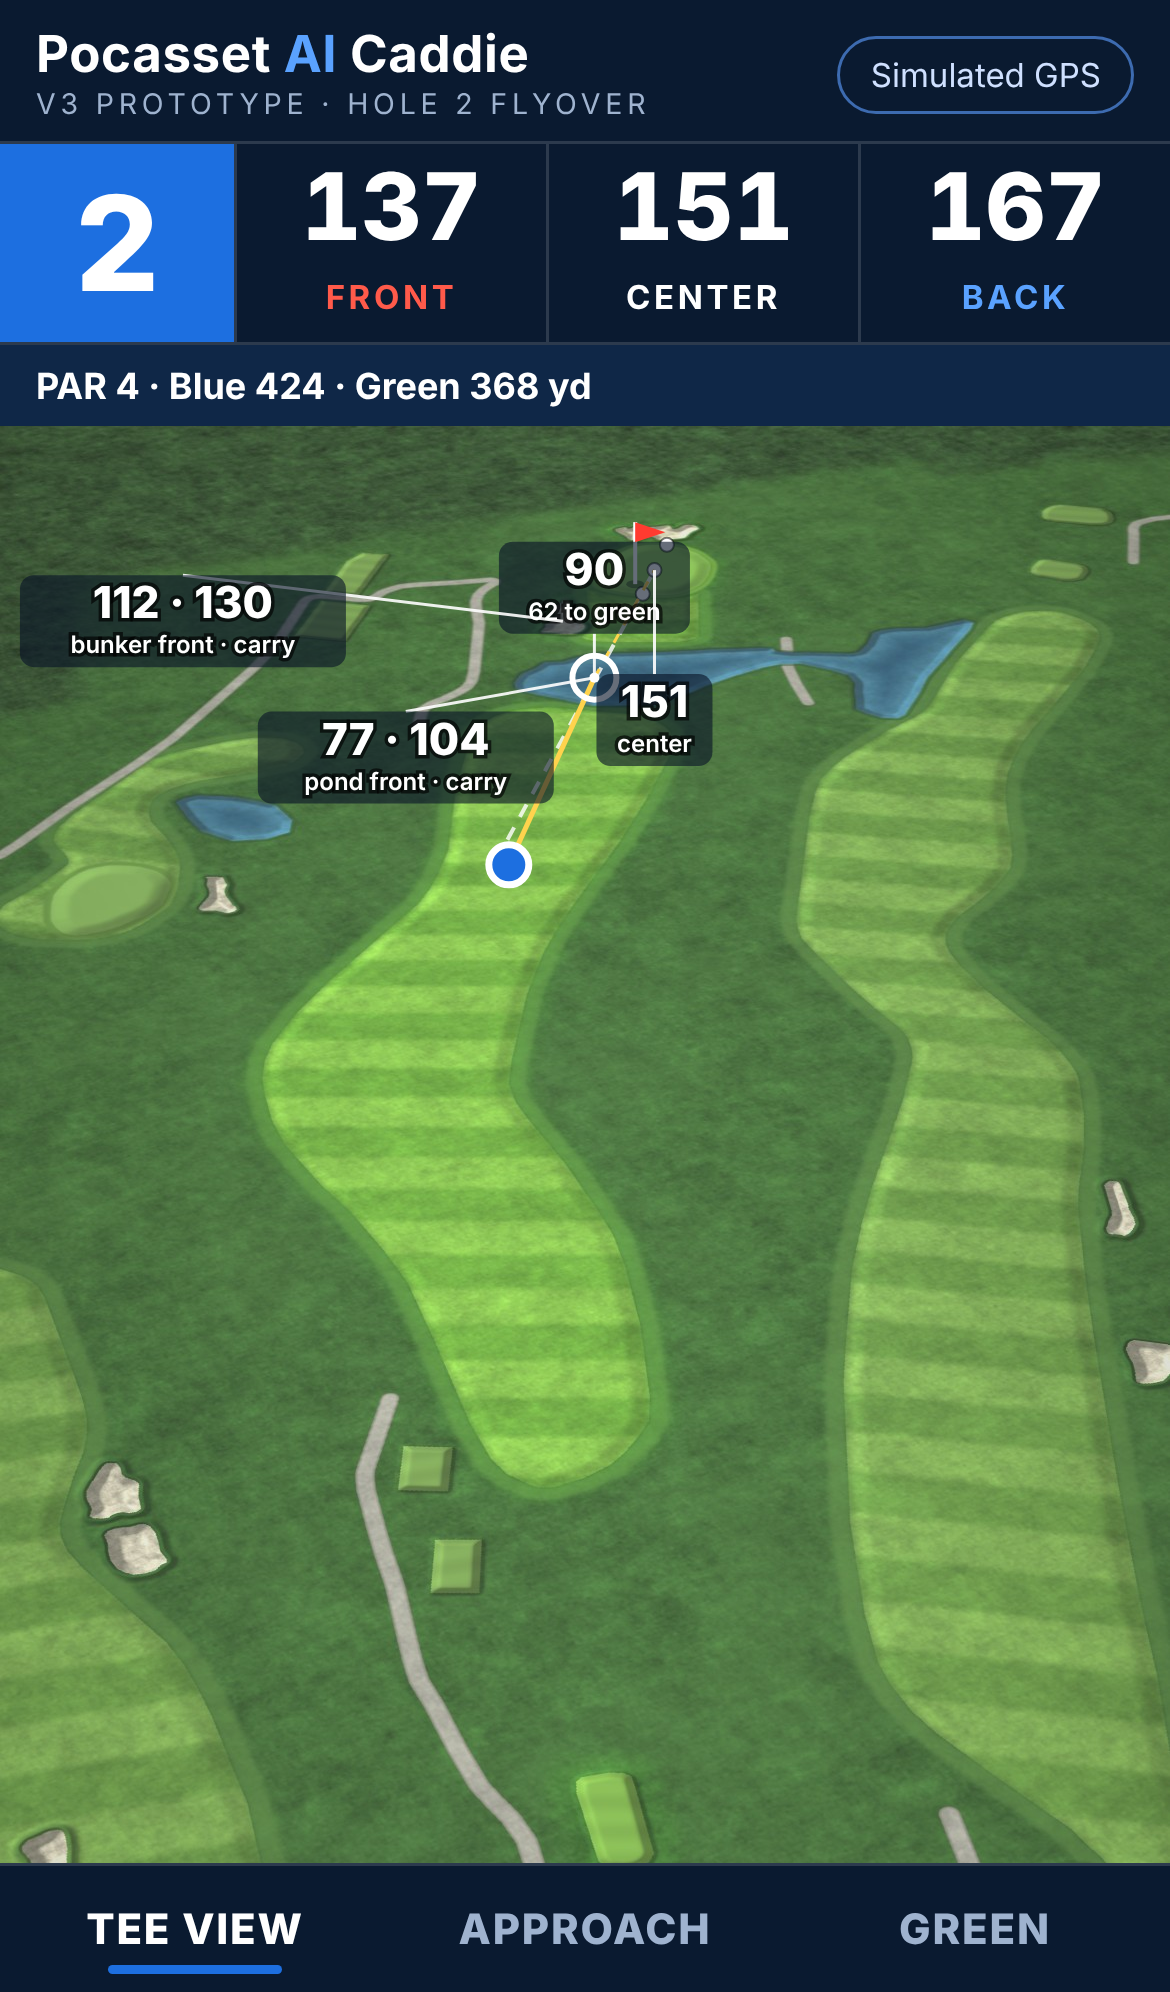 Pocasset AI Caddie
V3 PROTOTYPE · HOLE 2 FLYOVER
Simulated GPS
2
137
FRONT
151
CENTER
167
BACK
PAR 4 · Blue 424 · Green 368 yd
90
62 to green
112 · 130
bunker front · carry
151
center
77 · 104
pond front · carry
TEE VIEW
APPROACH
GREEN